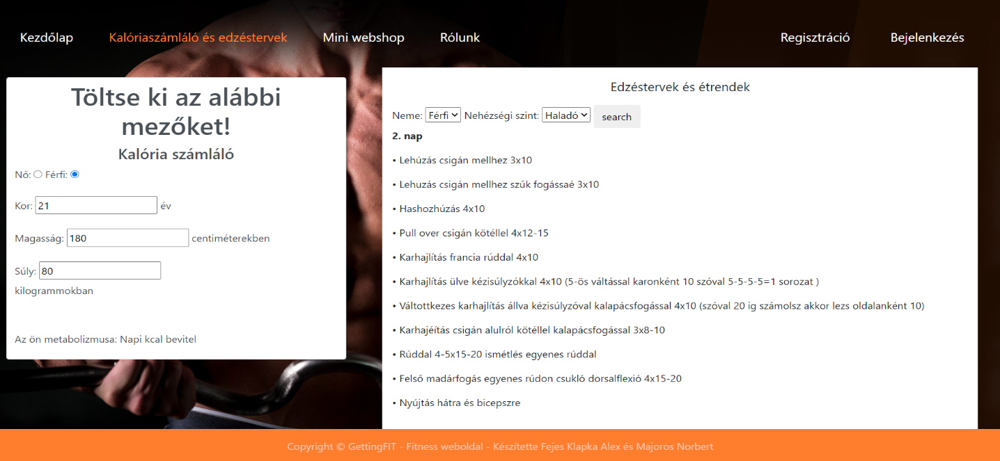 Kezdőlap Kalóriaszámláló és edzéstervek Mini webshop Rólunk Regisztráció Bejelenkezés
Töltse ki az alábbi
mezőket!
Kalória számláló
Nő: Férfi:
Kor: 21 év
Magasság: 180 centiméterekben
Súly: 80
kilogrammokban
Az ön metabolizmusa: Napi kcal bevitel
Edzéstervek és étrendek
Neme: Férfi Nehézségi szint: Haladó search
2. nap
• Lehúzás csigán mellhez 3x10
• Lehuzás csigán mellhez szűk fogássaé 3x10
• Hashozhúzás 4x10
• Pull over csigán kötéllel 4x12-15
• Karhajlítás francia rúddal 4x10
• Karhajlítás ülve kézisúlyzókkal 4x10 (5-ös váltással karonként 10 szóval 5-5-5-5=1 sorozat )
• Váltottkezes karhajlítás állva kézisúlyzóval kalapácsfogással 4x10 (szóval 20 ig számolsz akkor lezs oldalanként 10)
• Karhajéítás csigán alulról kötéllel kalapácsfogással 3x8-10
• Rúddal 4-5x15-20 ismétlés egyenes rúddal
• Felső madárfogás egyenes rúdon csukló dorsalflexió 4x15-20
• Nyújtás hátra és bicepszre
Copyright © GettingFIT - Fitness weboldal - Készítette Fejes Klapka Alex és Majoros Norbert